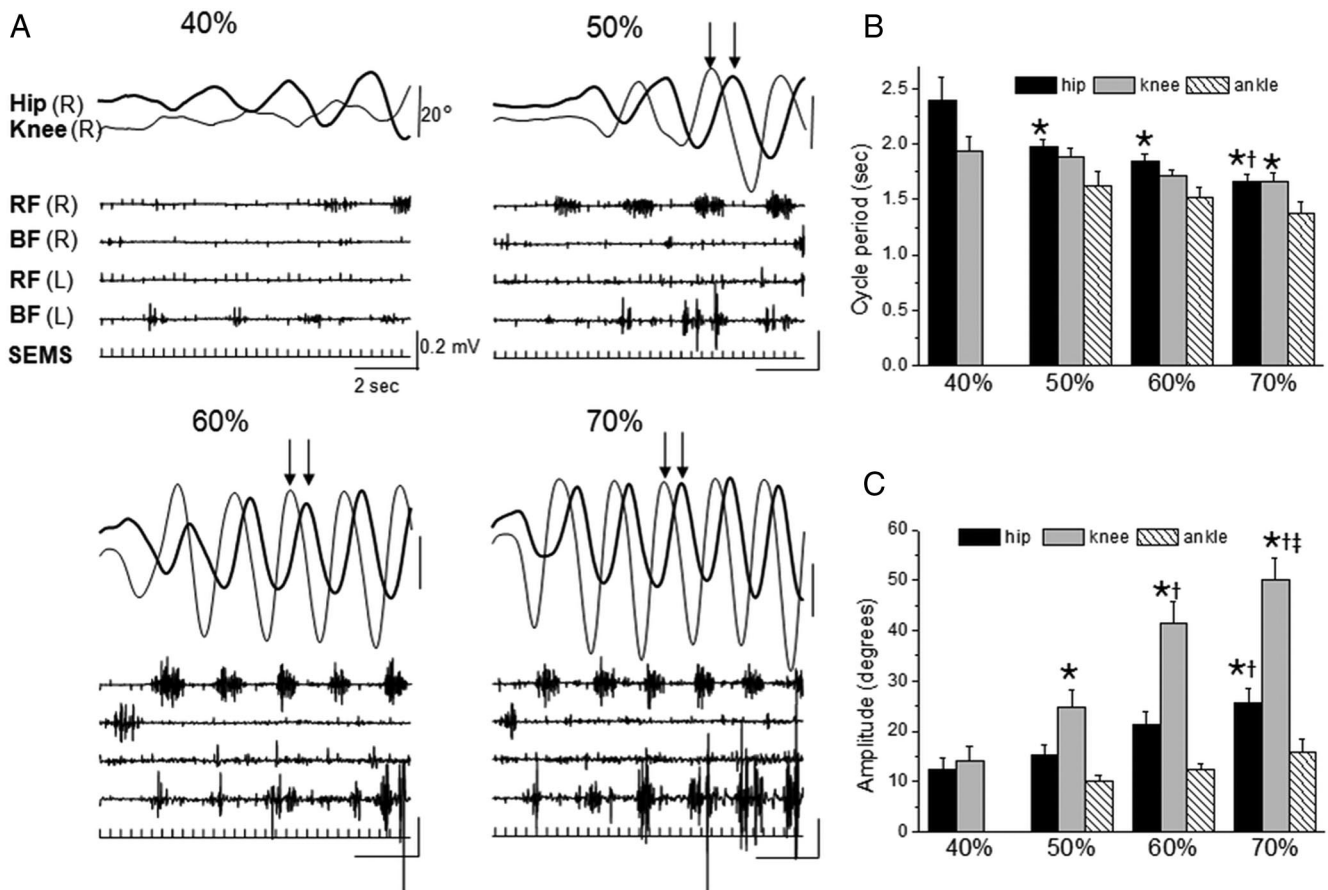 A
40%
50%
Hip (R)
Knee (R)
20°
RF (R)
BF (R)
RF (L)
BF (L)
SEMS
0.2 mV
2 sec
60%
70%
B
hip knee ankle
Cycle period (sec)
2.5
2.0
1.5
1.0
0.5
0.0
* * *† *
40% 50% 60% 70%
C
hip knee ankle
Amplitude (degrees)
60
50
40
30
20
10
0
* *† *† *†‡
40% 50% 60% 70%